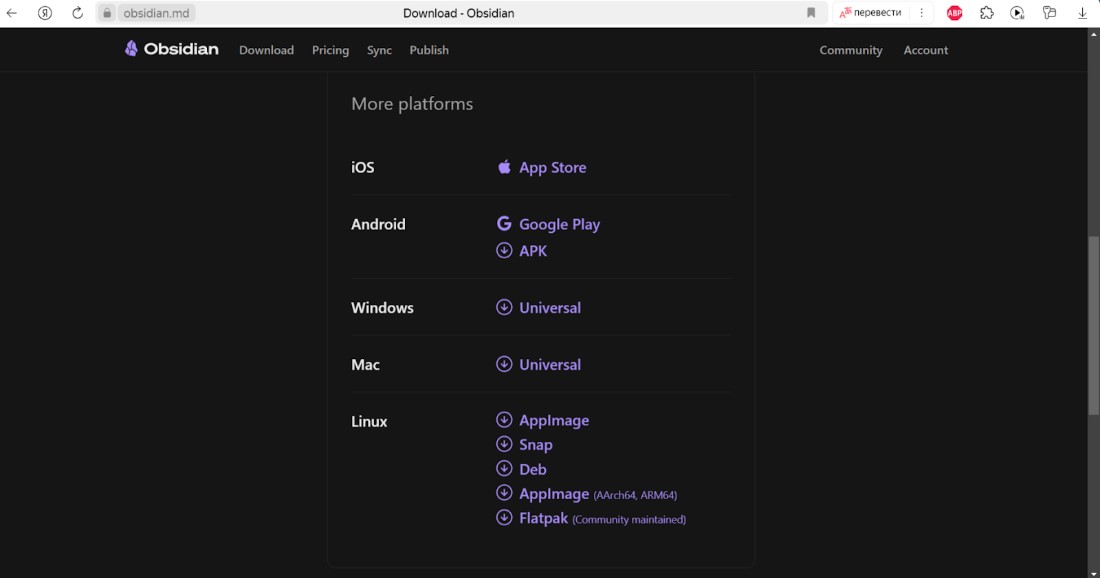 obsidian.md Download - Obsidian перевести ABP
Obsidian Download Pricing Sync Publish Community Account
More platforms
iOS App Store
Android Google Play
APK
Windows Universal
Mac Universal
Linux AppImage
Snap
Deb
AppImage (AArch64, ARM64)
Flatpak (Community maintained)